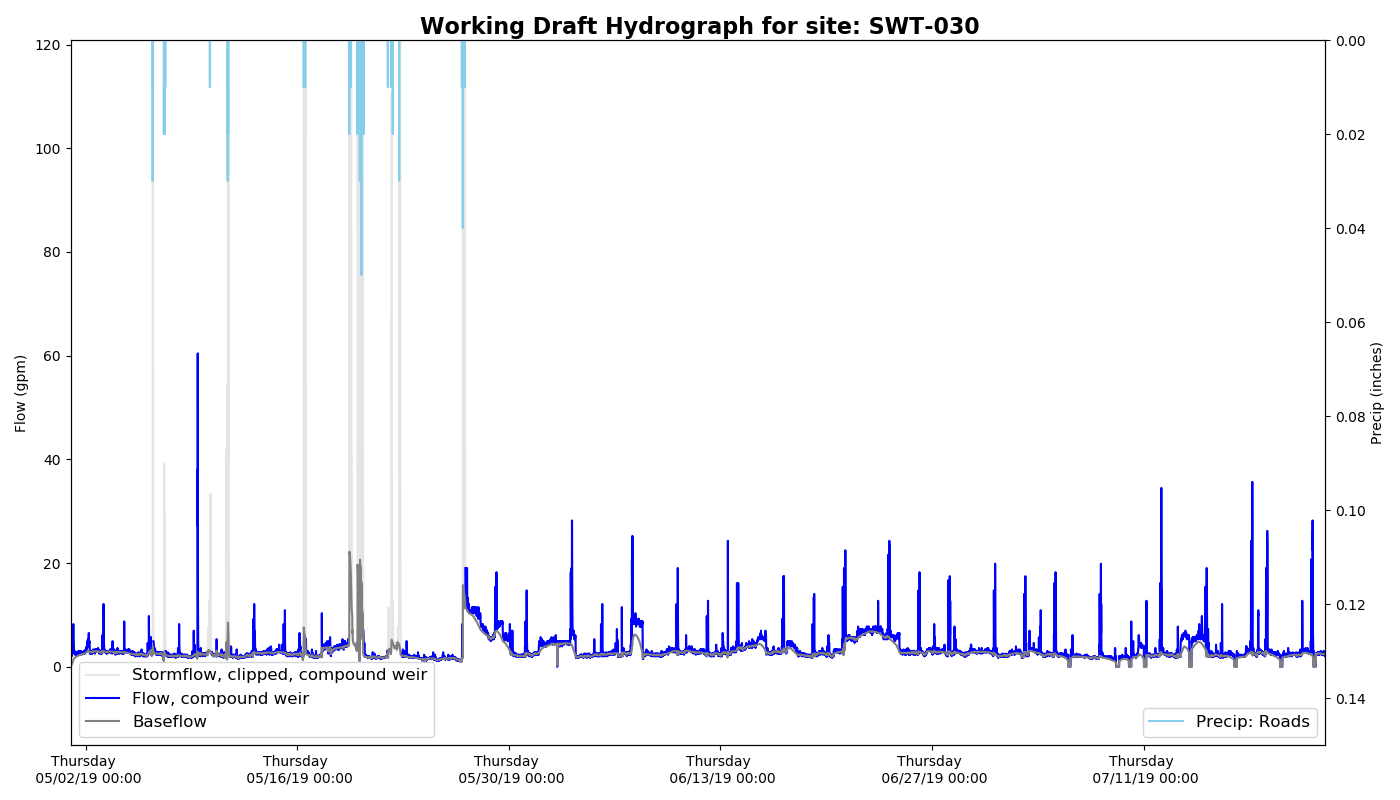 Working Draft Hydrograph for site: SWT-030
120
100
80
60
40
20
0
Flow (gpm)
0.00
0.02
0.04
0.06
0.08
0.10
0.12
0.14
Precip (inches)
Stormflow, clipped, compound weir
Flow, compound weir
Baseflow
Precip: Roads
Thursday
05/02/19 00:00
Thursday
05/16/19 00:00
Thursday
05/30/19 00:00
Thursday
06/13/19 00:00
Thursday
06/27/19 00:00
Thursday
07/11/19 00:00